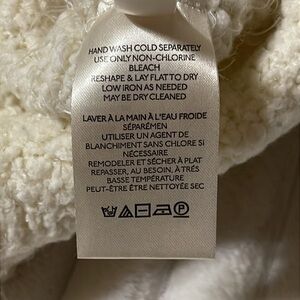 HAND WASH COLD SEPARATELY
USE ONLY NON-CHLORINE
BLEACH
RESHAPE & LAY FLAT TO DRY
LOW IRON AS NEEDED
MAY BE DRY CLEANED
LAVER À LA MAIN À L'EAU FROIDE
SÉPARÉMEN
UTILISER UN AGENT DE
BLANCHIMENT SANS CHLORE SI
NÉCESSAIRE
REMODELER ET SÉCHER À PLAT
REPASSER, AU BESOIN, À TRÈS
BASSE TEMPÉRATURE
PEUT-ÊTRE ÊTRE NETTOYÉE SEC